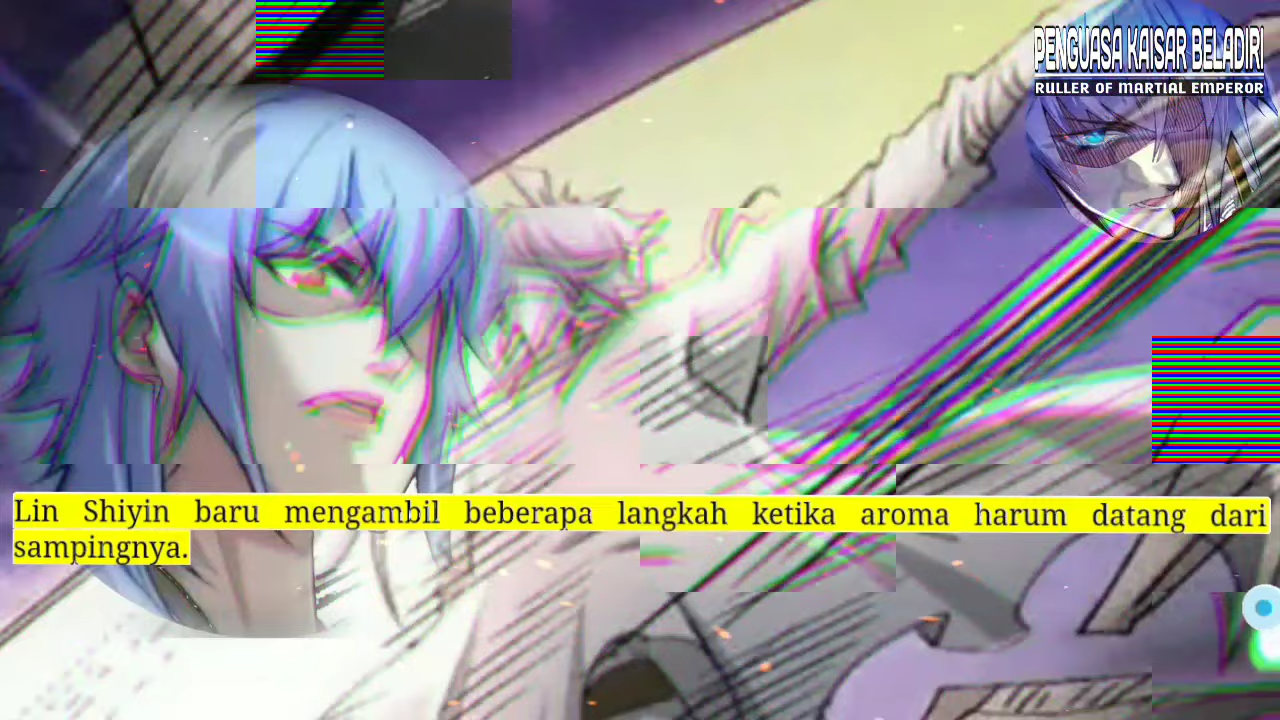 PENGUASA KAISAR BELADIRI
RULLER OF MARTIAL EMPEROR
Lin Shiyin baru mengambil beberapa langkah ketika aroma harum datang dari
sampingnya.